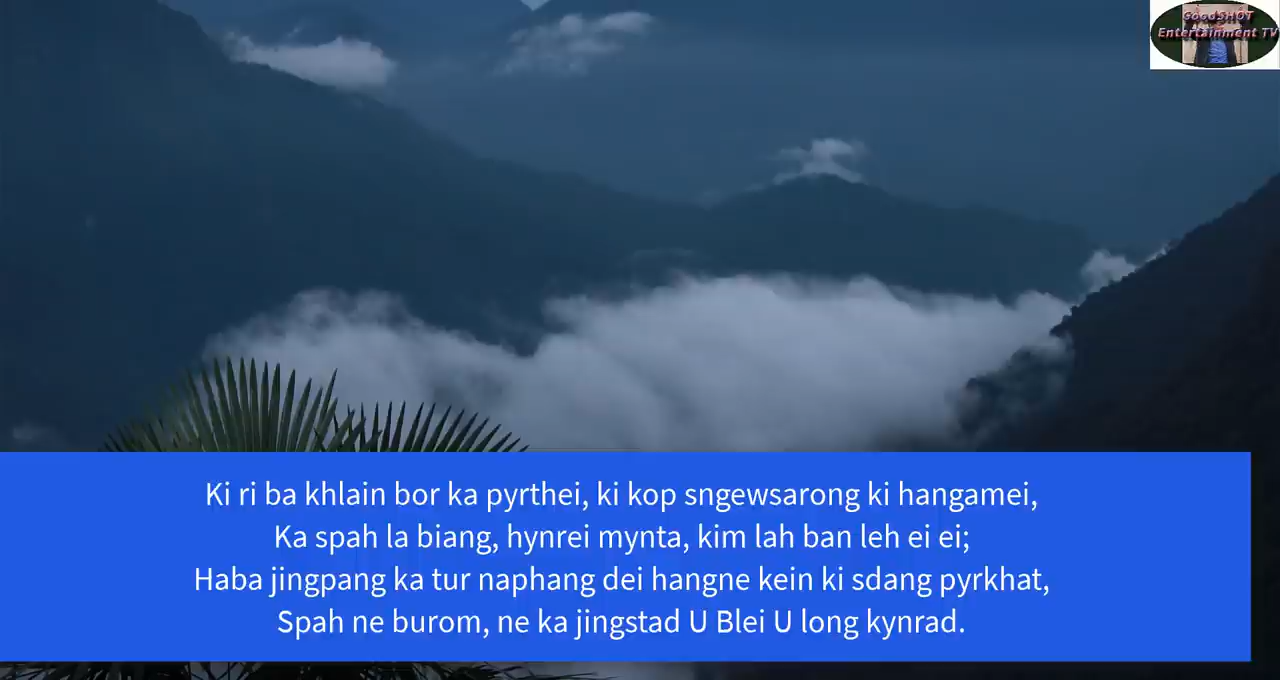 GoodSHOT
Entertainment TV
Ki ri ba khlain bor ka pyrthei, ki kop sngewsarong ki hangamei,
Ka spah la biang, hynrei mynta, kim lah ban leh ei ei;
Haba jingpang ka tur naphang dei hangne kein ki sdang pyrkhat,
Spah ne burom, ne ka jingstad U Blei U long kynrad.